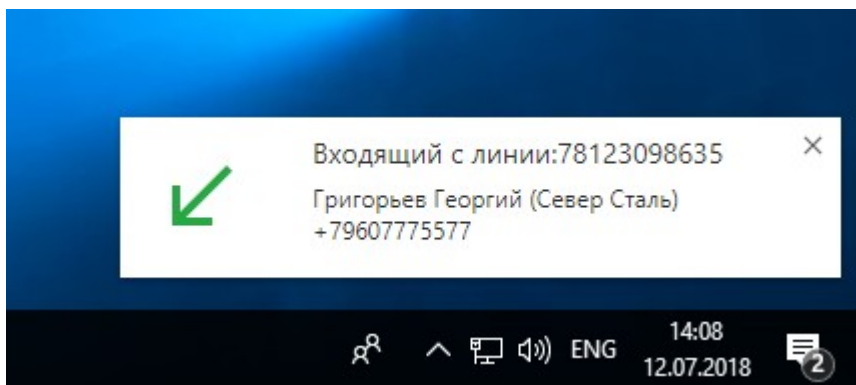 Входящий с линии:78123098635
Григорьев Георгий (Север Сталь)
+79607775577
ENG
14:08
12.07.2018
2